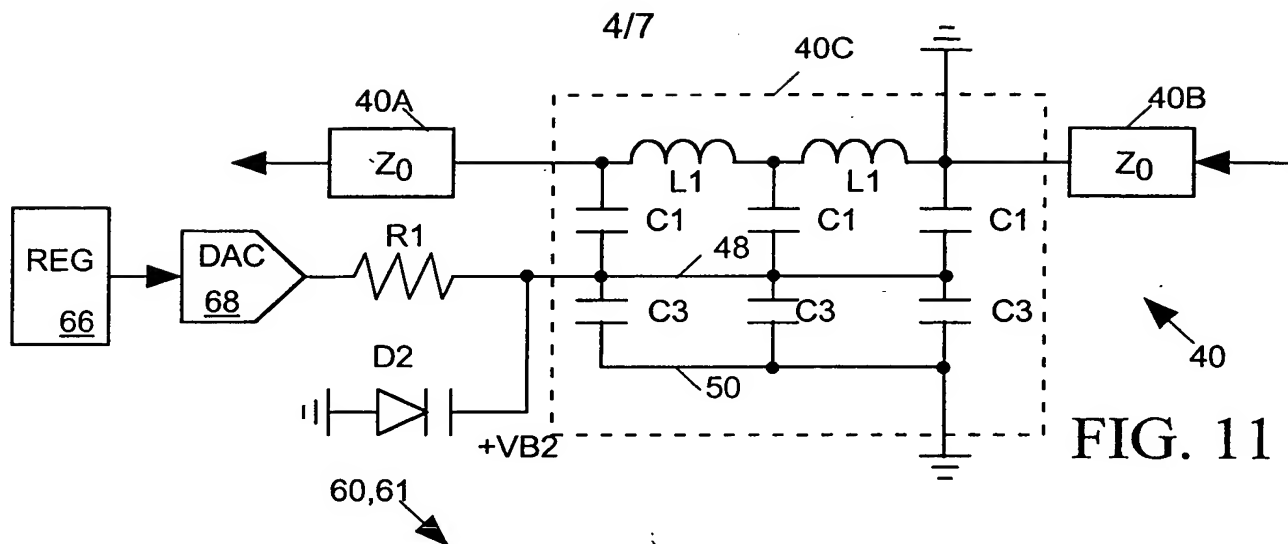 4/7
40C
40A
40B
Z0
L1
L1
Z0
C1
C1
C1
R1
48
REG
66
DAC
68
C3
C3
C3
D2
50
40
+VB2
FIG. 11
60,61